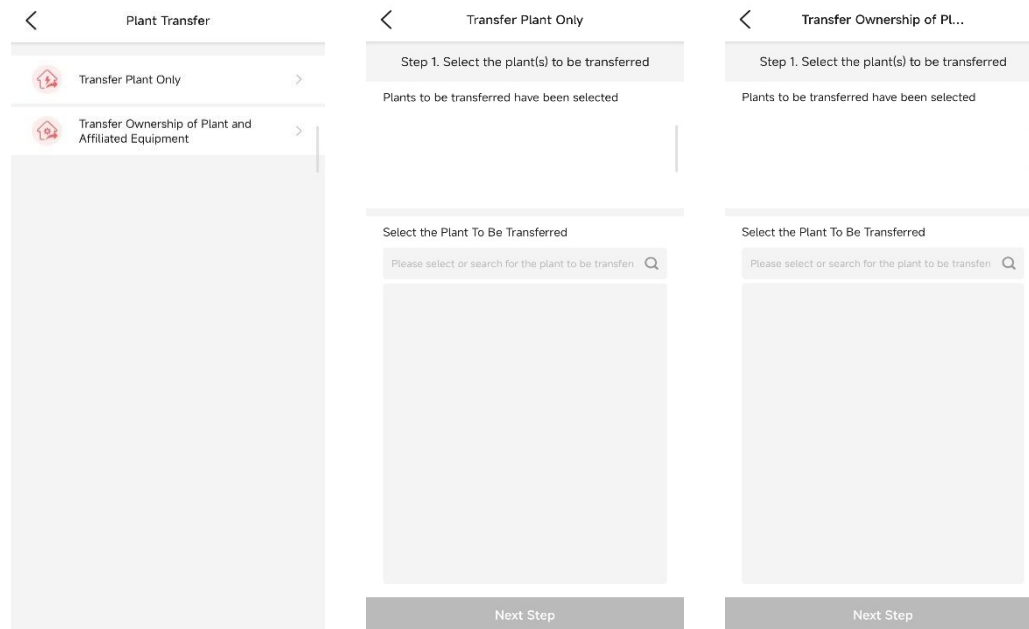 Plant Transfer
Transfer Plant Only
Transfer Ownership of Plant and
Affiliated Equipment
Transfer Plant Only
Step 1. Select the plant(s) to be transferred
Plants to be transferred have been selected
Select the Plant To Be Transferred
Please select or search for the plant to be transfen
Next Step
Transfer Ownership of Pl...
Step 1. Select the plant(s) to be transferred
Plants to be transferred have been selected
Select the Plant To Be Transferred
Please select or search for the plant to be transfen
Next Step